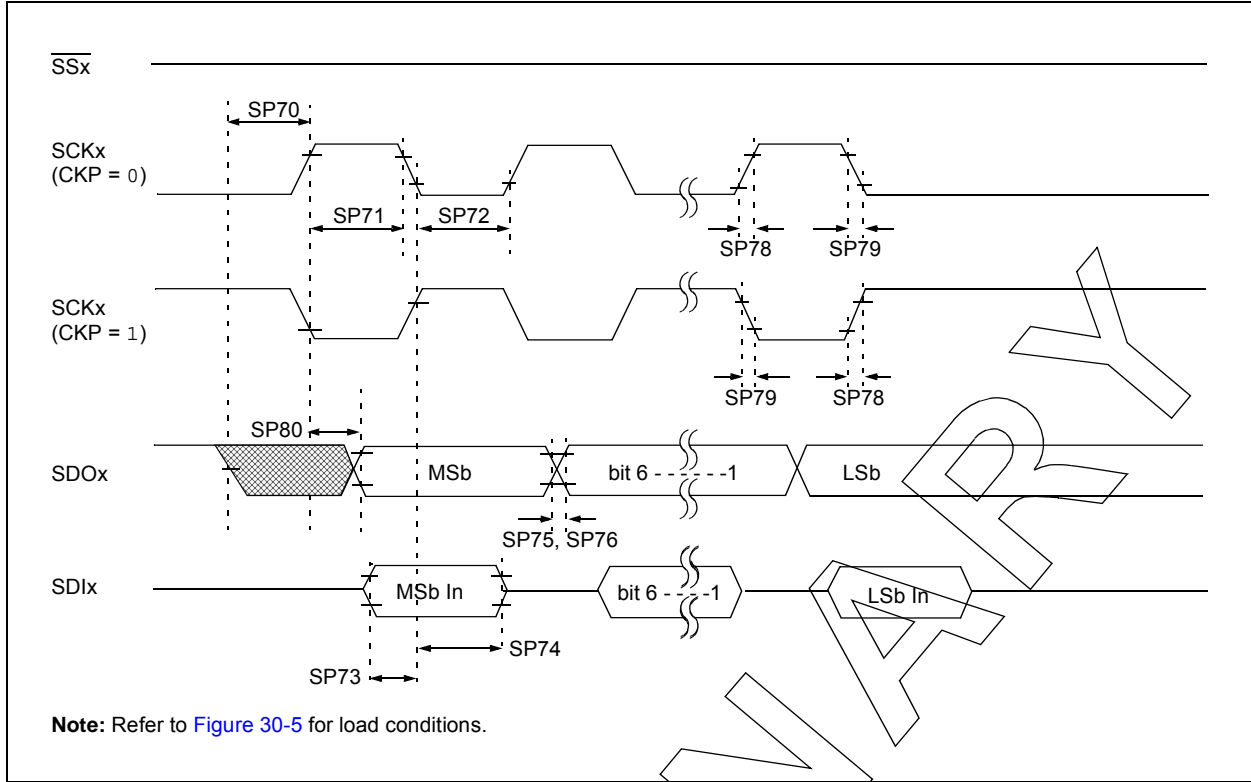 SSx
SP70
SCKx
(CKP = 0)
SP71
SP72
SP78
SP79
SCKx
(CKP = 1)
SP79
SP78
SP80
SDOx
MSb
bit 6 - - - - - -1
LSb
SP75, SP76
SDIx
MSb In
bit 6 - - - - -1
LSb In
SP74
SP73
Note: Refer to Figure 30-5 for load conditions.
V A R Y